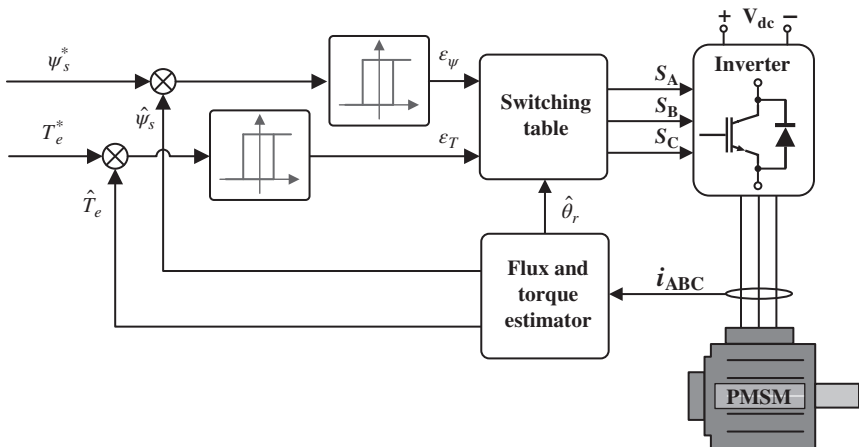 + V_dc −
Inverter
ψ_s^*
ε_ψ
Switching
table
S_A
S_B
S_C
ψ̂_s
T_e^*
ε_T
T̂_e
θ̂_r
Flux and
torque
estimator
i_ABC
PMSM